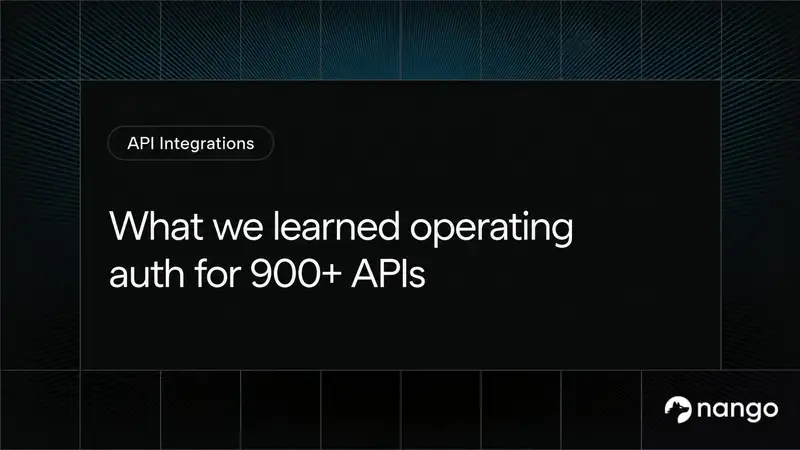 API Integrations
What we learned operating
auth for 900+ APIs
nango